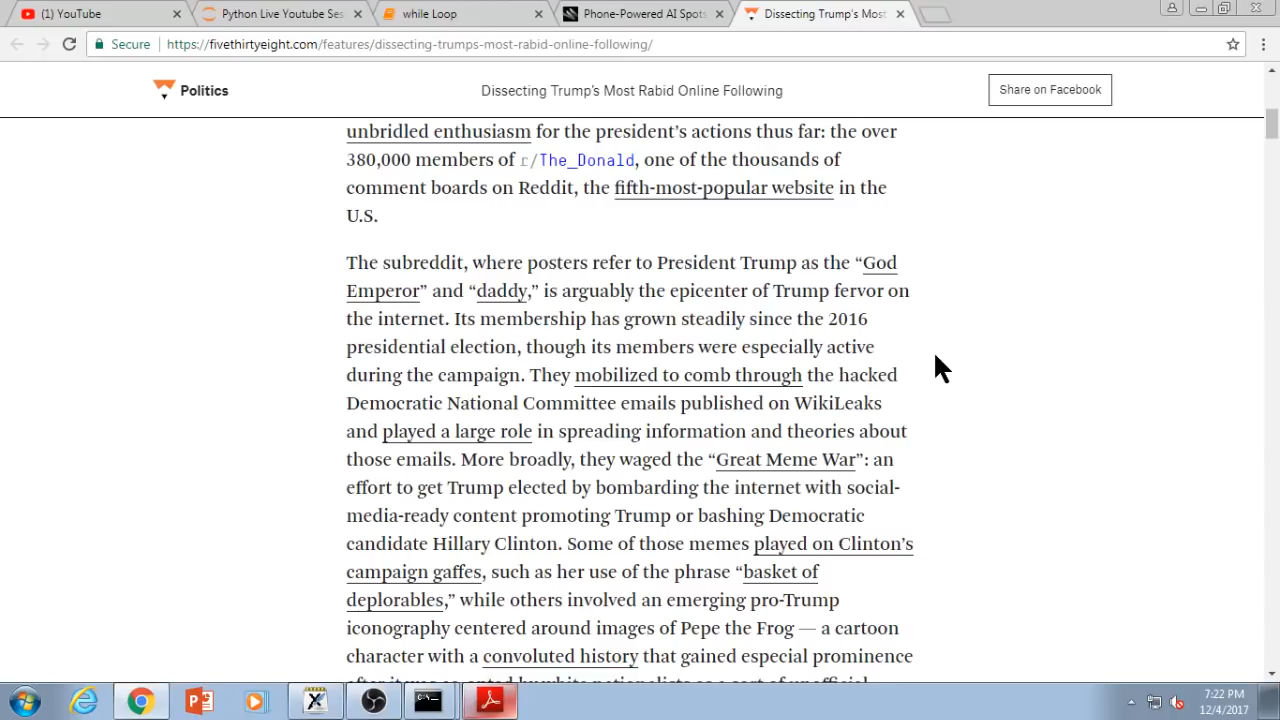 (1) YouTube
Python Live Youtube Ses
while Loop
Phone-Powered AI Spots
Dissecting Trump's Most
Secure
https://fivethirtyeight.com/features/dissecting-trumps-most-rabid-online-following/
Politics
Dissecting Trump's Most Rabid Online Following
Share on Facebook
unbridled enthusiasm for the president's actions thus far: the over
380,000 members of r/The_Donald, one of the thousands of
comment boards on Reddit, the fifth-most-popular website in the
U.S.
The subreddit, where posters refer to President Trump as the “God
Emperor” and “daddy,” is arguably the epicenter of Trump fervor on
the internet. Its membership has grown steadily since the 2016
presidential election, though its members were especially active
during the campaign. They mobilized to comb through the hacked
Democratic National Committee emails published on WikiLeaks
and played a large role in spreading information and theories about
those emails. More broadly, they waged the “Great Meme War”: an
effort to get Trump elected by bombarding the internet with social-
media-ready content promoting Trump or bashing Democratic
candidate Hillary Clinton. Some of those memes played on Clinton's
campaign gaffes, such as her use of the phrase “basket of
deplorables,” while others involved an emerging pro-Trump
iconography centered around images of Pepe the Frog — a cartoon
character with a convoluted history that gained especial prominence
7:22 PM
12/4/2017